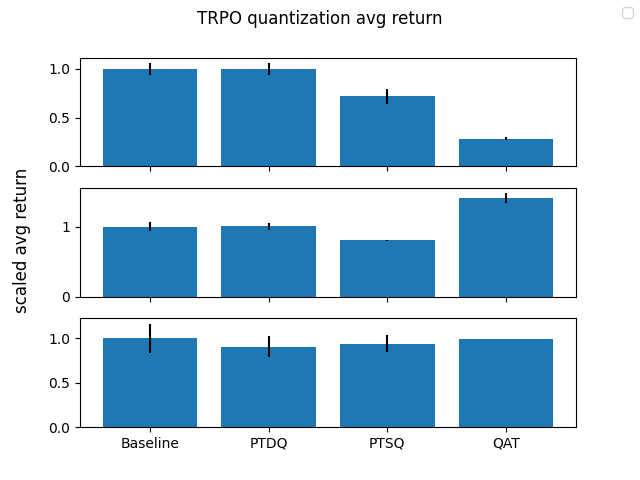 TRPO quantization avg return
scaled avg return
1.0
0.5
0.0
1
0
1.0
0.5
0.0
Baseline PTDQ PTSQ QAT